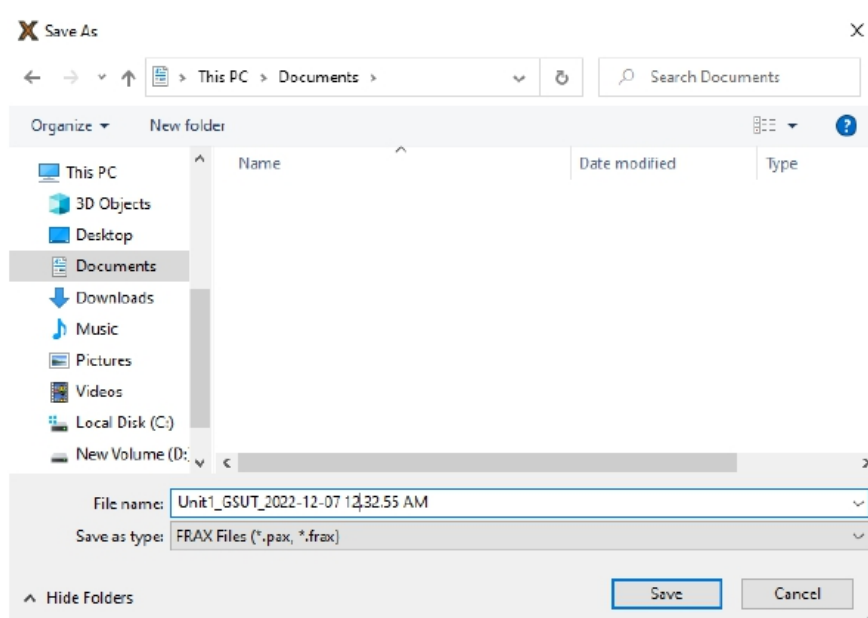 Save As
This PC > Documents >
Search Documents
Organize
New folder
Name
Date modified
Type
This PC
3D Objects
Desktop
Documents
Downloads
Music
Pictures
Videos
Local Disk (C:)
New Volume (D:
File name: Unit1_GSUT_2022-12-07 12.32.55 AM
Save as type: FRAX Files (*.pax, *.frax)
Hide Folders
Save
Cancel